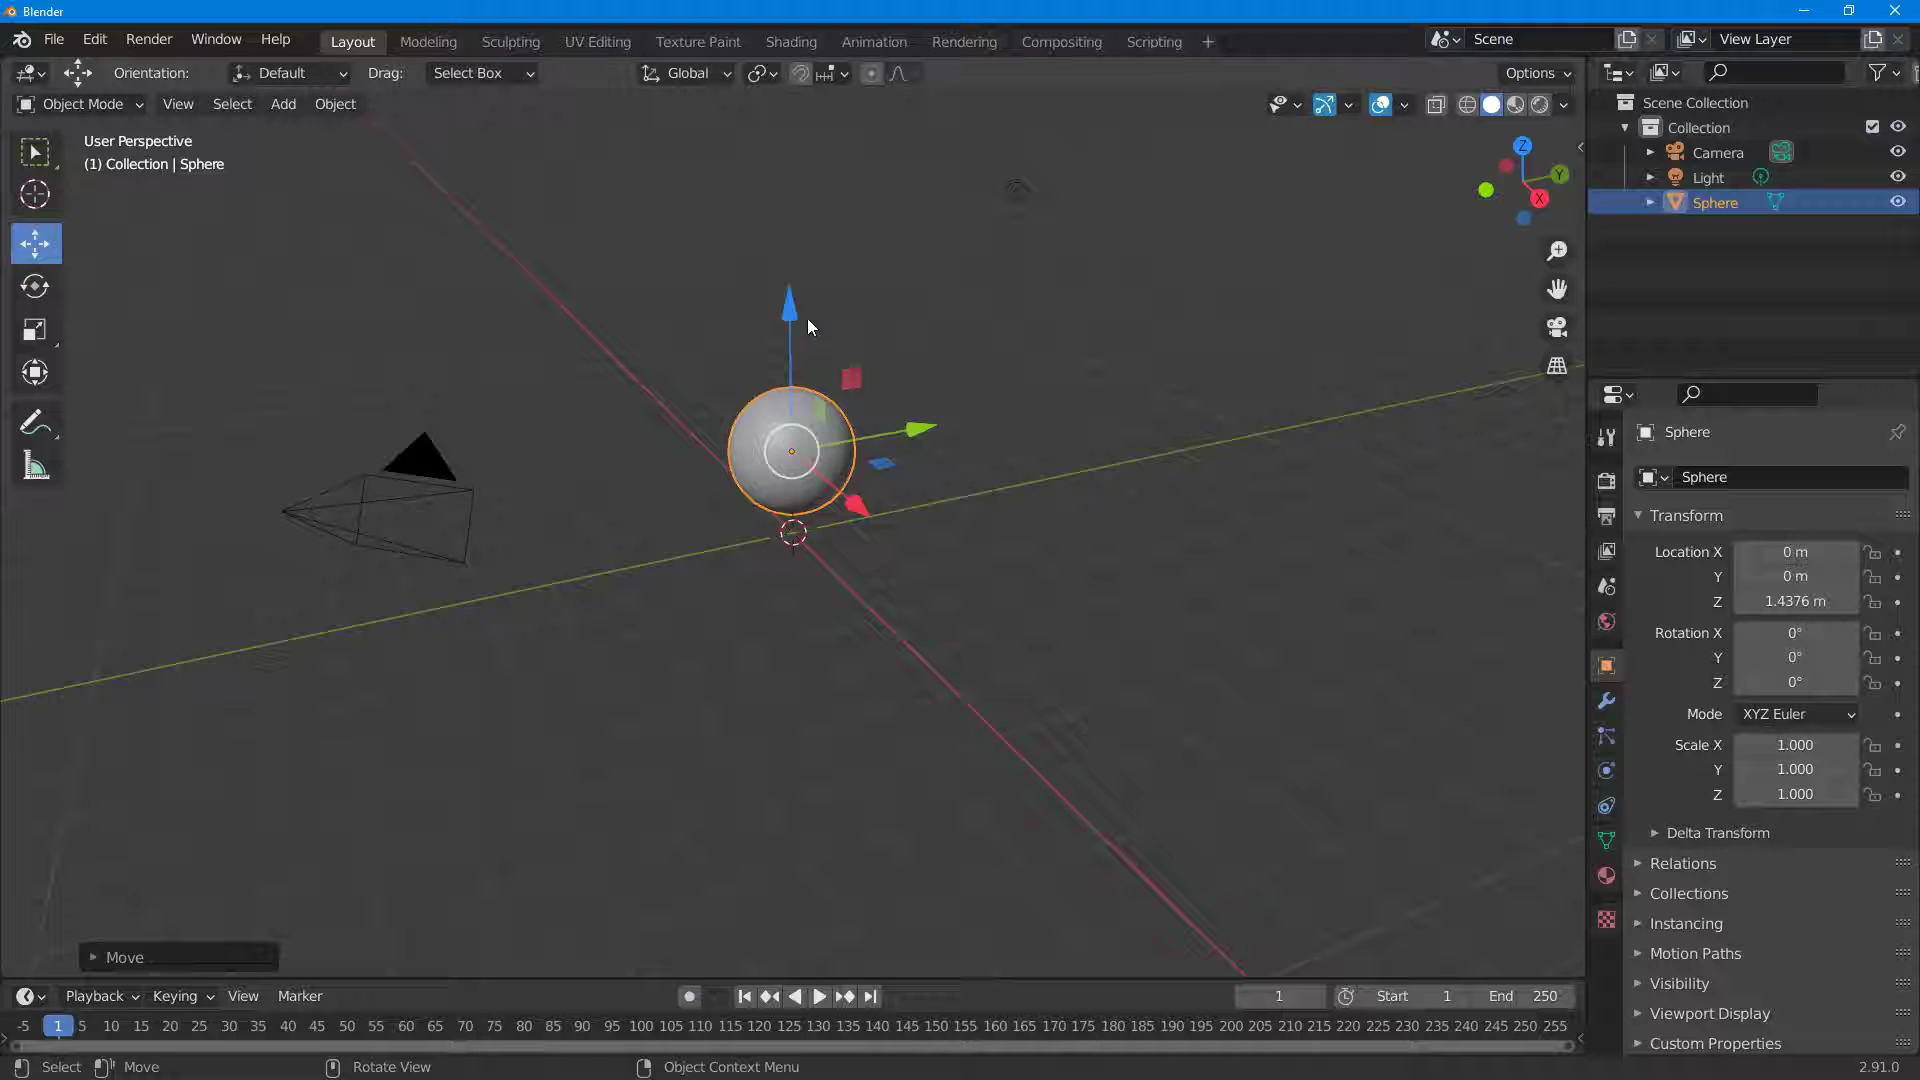 Blender
File Edit Render Window Help Layout Modeling Sculpting UV Editing Texture Paint Shading Animation Rendering Compositing Scripting + Scene View Layer
Orientation: Default Drag: Select Box Global Options
Object Mode View Select Add Object
User Perspective
(1) Collection | Sphere
Z
Y
X
Scene Collection
Collection
Camera
Light
Sphere
Sphere
Sphere
Transform
Location X 0 m
Y 0 m
Z 1.4376 m
Rotation X 0°
Y 0°
Z 0°
Mode XYZ Euler
Scale X 1.000
Y 1.000
Z 1.000
Delta Transform
Relations
Collections
Instancing
Motion Paths
Visibility
Viewport Display
Custom Properties
Move
Playback Keying View Marker 1 Start 1 End 250
-5 1 5 10 15 20 25 30 35 40 45 50 55 60 65 70 75 80 85 90 95 100 105 110 115 120 125 130 135 140 145 150 155 160 165 170 175 180 185 190 195 200 205 210 215 220 225 230 235 240 245 250 255
Select Move Rotate View Object Context Menu 2.91.0